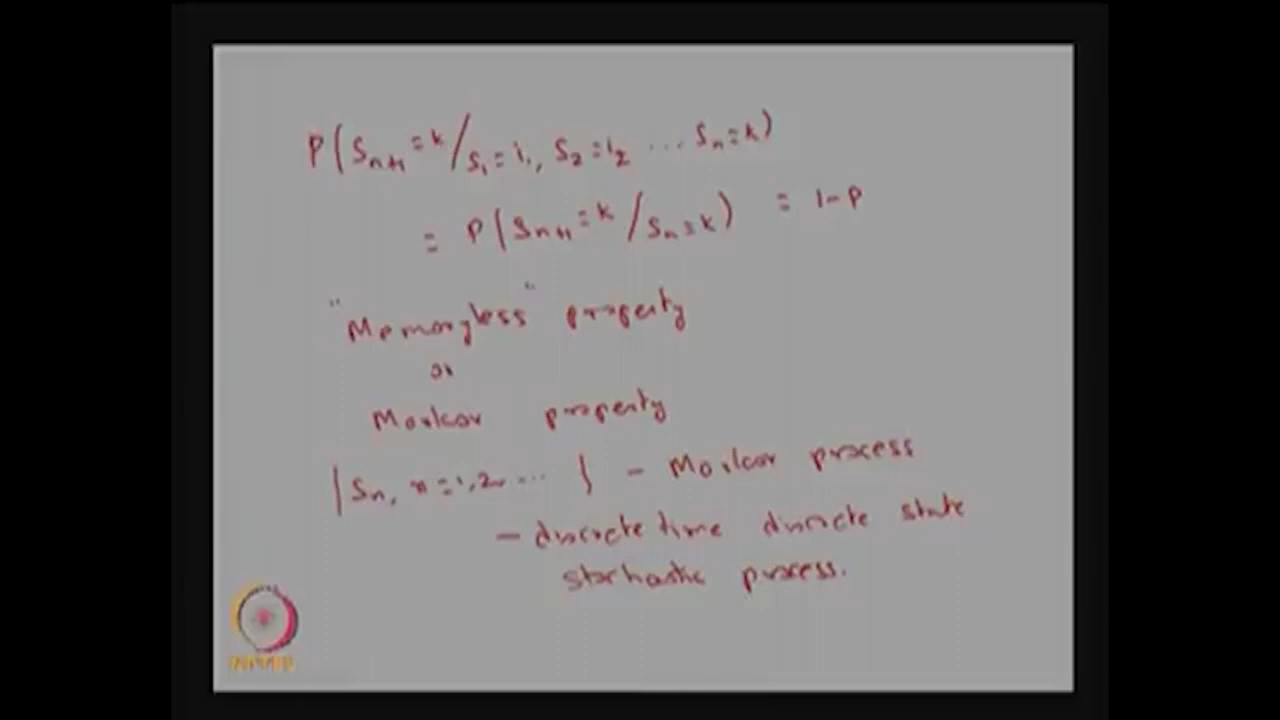 P(Sn+1 = k / S1 = i1, S2 = i2 ... Sn = k)
= P(Sn+1 = k / Sn = k) = 1-P
"Memoryless" property
or
Markov property
{Sn, n=1,2, ... } - Markov process
- discrete time discrete state
stochastic process.
NPTEL